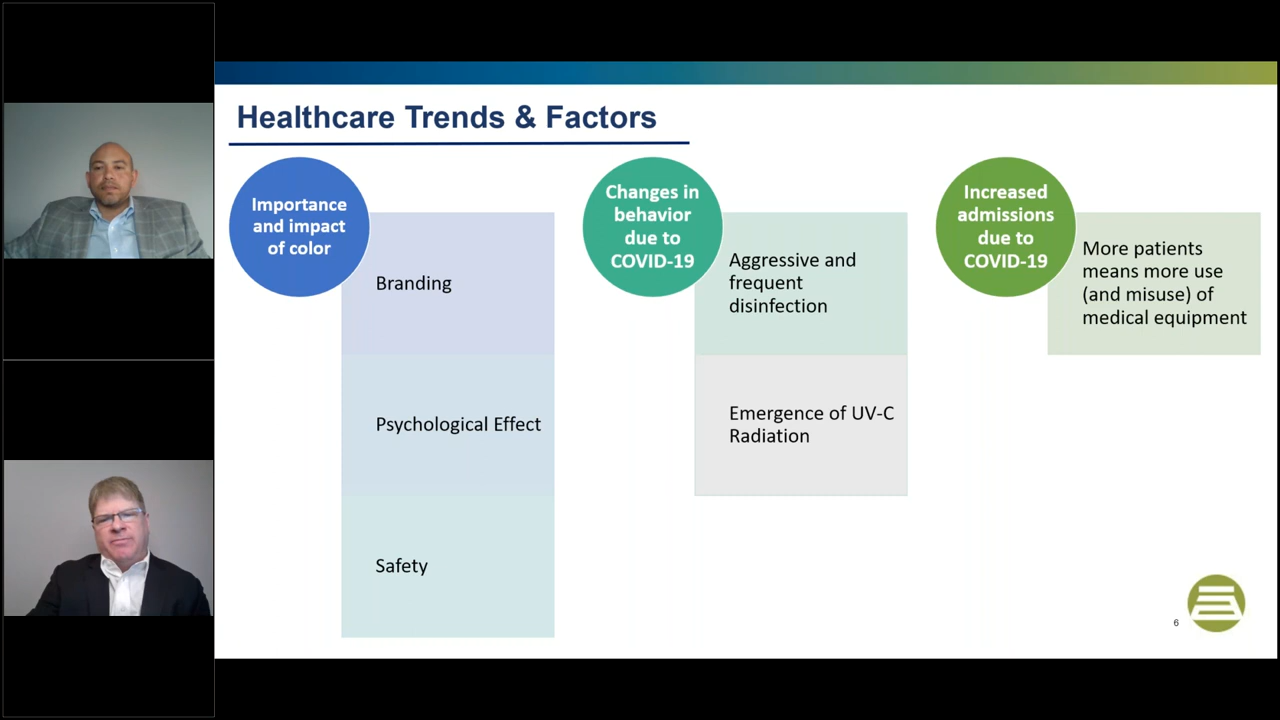 Healthcare Trends & Factors
Importance
and impact
of color
Branding
Psychological Effect
Safety
Changes in
behavior
due to
COVID-19
Aggressive and
frequent
disinfection
Emergence of UV-C
Radiation
Increased
admissions
due to
COVID-19
More patients
means more use
(and misuse) of
medical equipment
6